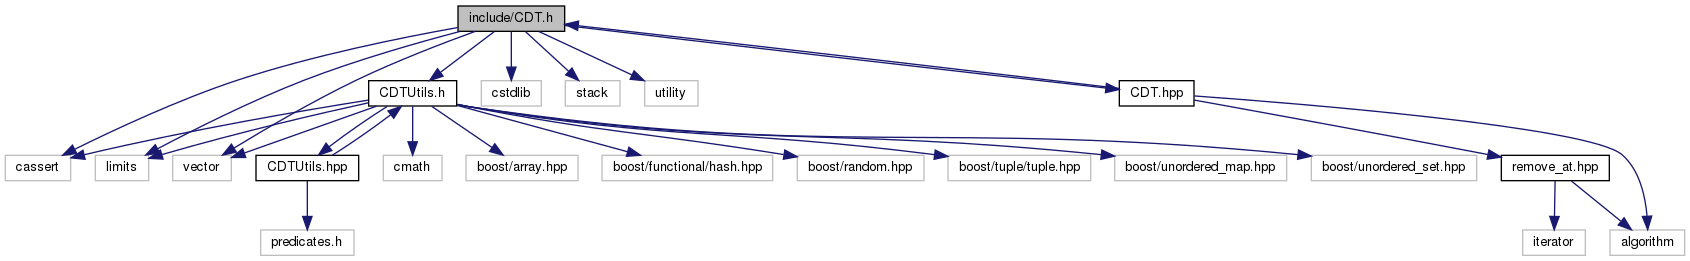 include/CDT.h
CDTUtils.h
cstdlib
stack
utility
CDT.hpp
cassert
limits
vector
CDTUtils.hpp
cmath
boost/array.hpp
boost/functional/hash.hpp
boost/random.hpp
boost/tuple/tuple.hpp
boost/unordered_map.hpp
boost/unordered_set.hpp
remove_at.hpp
predicates.h
iterator
algorithm